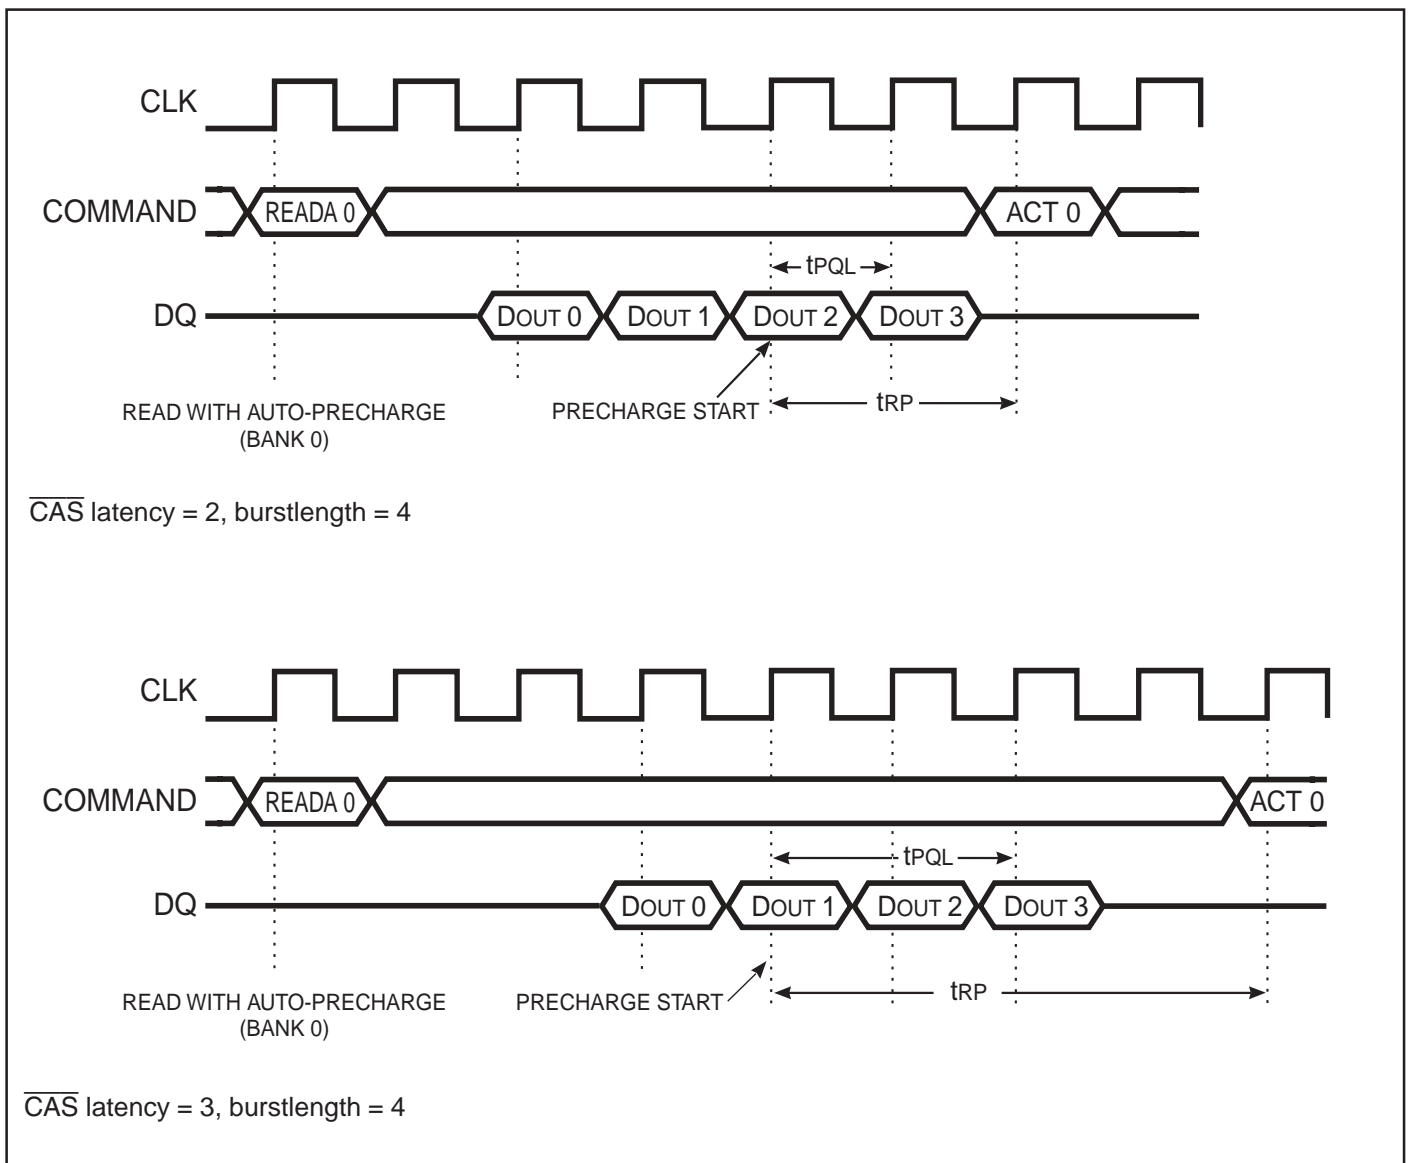 CLK
COMMAND
READA 0
ACT 0
tPQL
DQ
DOUT 0
DOUT 1
DOUT 2
DOUT 3
READ WITH AUTO-PRECHARGE
(BANK 0)
PRECHARGE START
tRP
CAS latency = 2, burstlength = 4
CLK
COMMAND
READA 0
ACT 0
tPQL
DQ
DOUT 0
DOUT 1
DOUT 2
DOUT 3
READ WITH AUTO-PRECHARGE
(BANK 0)
PRECHARGE START
tRP
CAS latency = 3, burstlength = 4